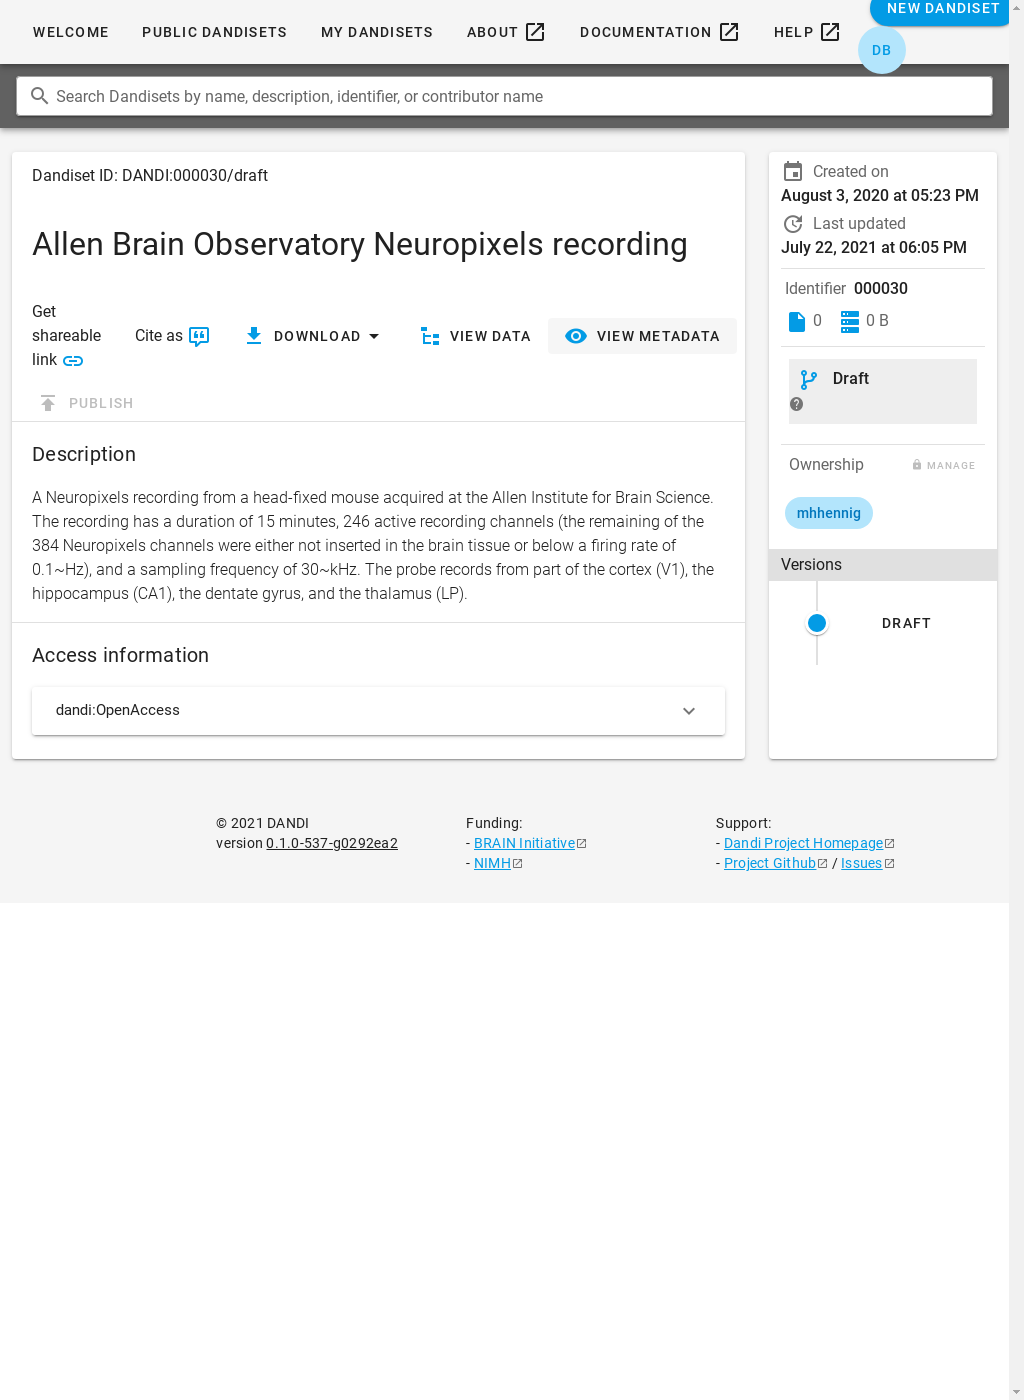 WELCOME
PUBLIC DANDISETS
MY DANDISETS
ABOUT
DOCUMENTATION
HELP
NEW DANDISET
DB
Search Dandisets by name, description, identifier, or contributor name
Dandiset ID: DANDI:000030/draft
Allen Brain Observatory Neuropixels recording
Get
shareable
link
Cite as
DOWNLOAD
VIEW DATA
VIEW METADATA
PUBLISH
Description
A Neuropixels recording from a head-fixed mouse acquired at the Allen Institute for Brain Science.
The recording has a duration of 15 minutes, 246 active recording channels (the remaining of the
384 Neuropixels channels were either not inserted in the brain tissue or below a firing rate of
0.1~Hz), and a sampling frequency of 30~kHz. The probe records from part of the cortex (V1), the
hippocampus (CA1), the dentate gyrus, and the thalamus (LP).
Access information
dandi:OpenAccess
Created on
August 3, 2020 at 05:23 PM
Last updated
July 22, 2021 at 06:05 PM
Identifier 000030
0
0 B
Draft
Ownership
MANAGE
mhhennig
Versions
DRAFT
© 2021 DANDI
version 0.1.0-537-g0292ea2
Funding:
- BRAIN Initiative
- NIMH
Support:
- Dandi Project Homepage
- Project Github / Issues